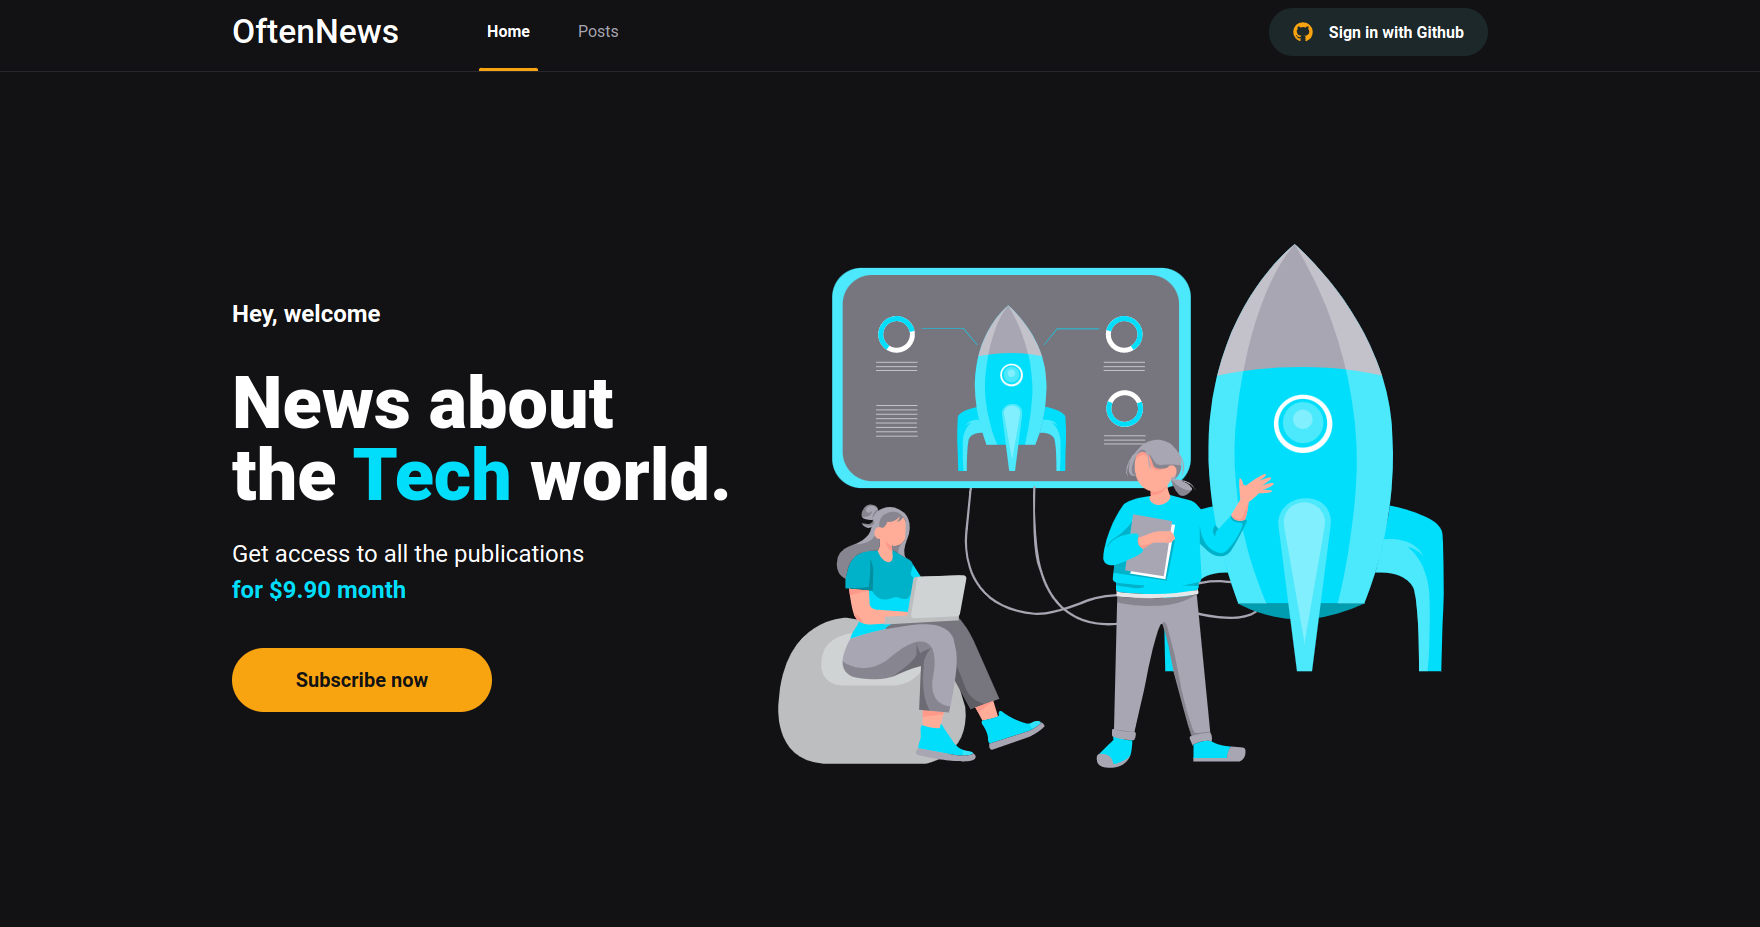 OftenNews
Home
Posts
Sign in with Github
Hey, welcome
News about
the Tech world.
Get access to all the publications
for $9.90 month
Subscribe now